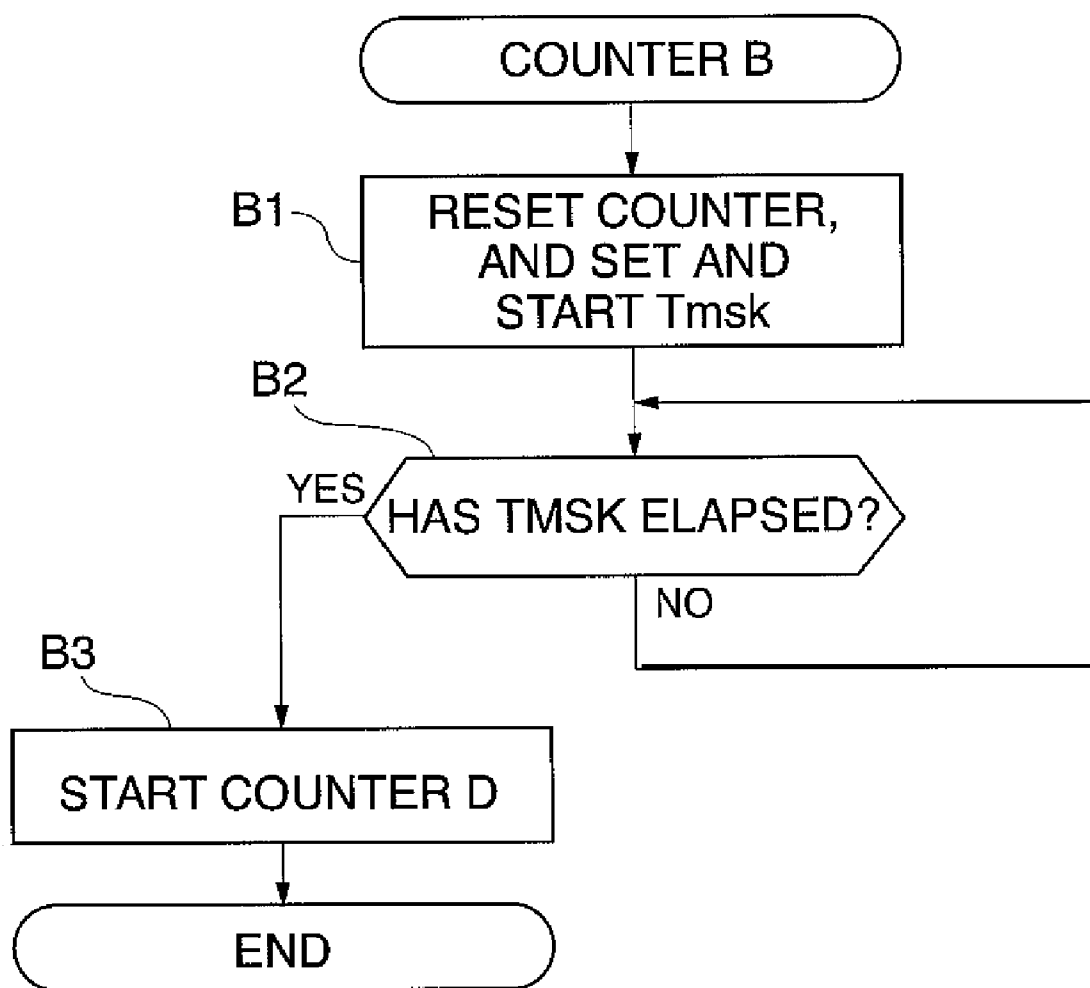 COUNTER B
B1
RESET COUNTER,
AND SET AND
START Tmsk
B2
YES
HAS TMSK ELAPSED?
NO
B3
START COUNTER D
END